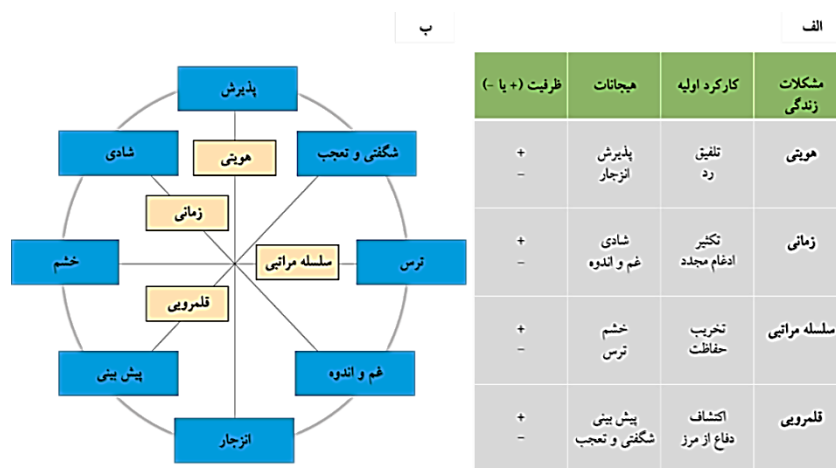 الف
مشکلات زندگی	کارکرد اولیه	هیجانات	ظرفیت (+ یا -)
هویتی	تلفیق	پذیرش	+
رد	انزجار	-
زمانی	تکثیر	شادی	+
ادغام مجدد	غم و اندوه	-
سلسله مراتبی	تخریب	خشم	+
حفاظت	ترس	-
قلمرویی	اکتشاف	پیش بینی	+
دفاع از مرز	شگفتی و تعجب	-
ب
پذیرش
شگفتی و تعجب
شادی
هویتی
زمانی
ترس
سلسله مراتبی
خشم
قلمرویی
غم و اندوه
پیش بینی
انزجار